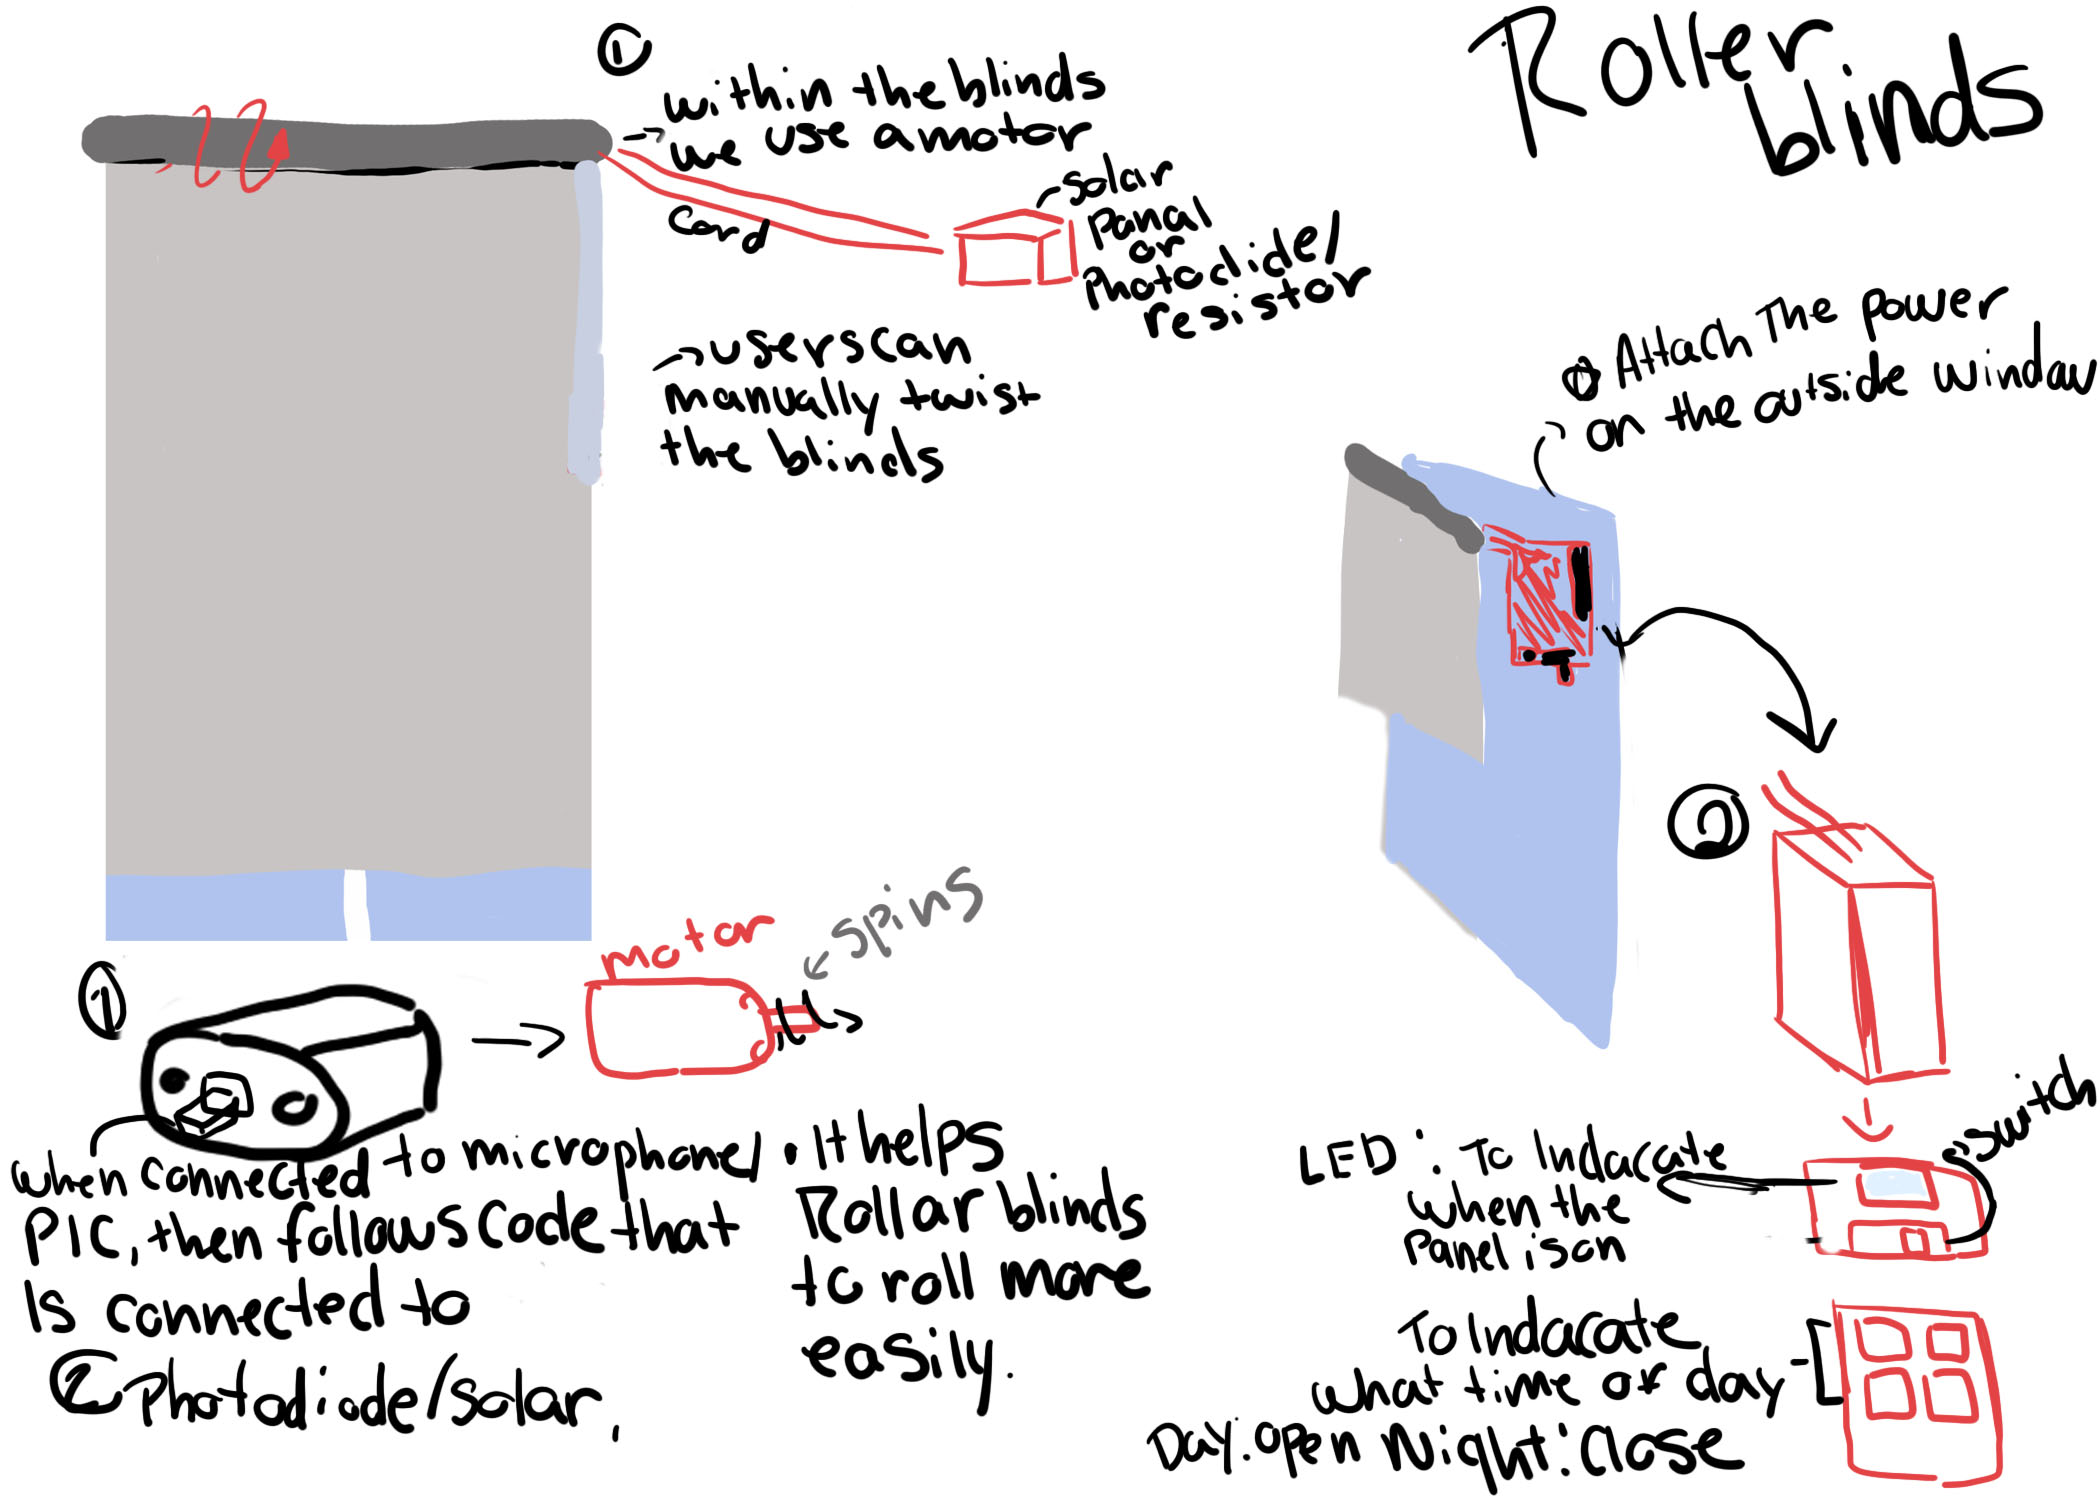 Roller
blinds
①
→ within the blinds
we use a motor
Cord
solar
Panal
or
Photodide/
resistor
→ users can
manually twist
the blinds
① Attach The power
on the outside window
②
①
motor
spins
when connected to microphone/
PIC, then follows code that
Is connected to
② Photodiode/solar,
• It helps
Rollar blinds
to roll more
easily.
switch
LED : To Indacate
when the
Panel is on
To Indacate
what time of day
Day: open Night: Close